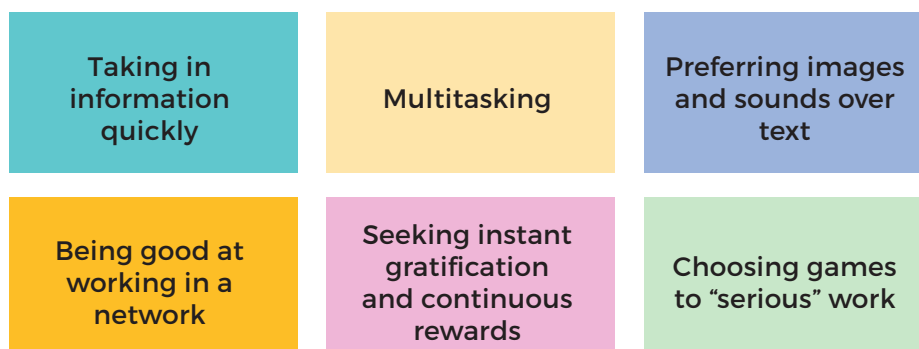 Taking in
information
quickly
Multitasking
Preferring images
and sounds over
text
Being good at
working in a
network
Seeking instant
gratification
and continuous
rewards
Choosing games
to “serious” work